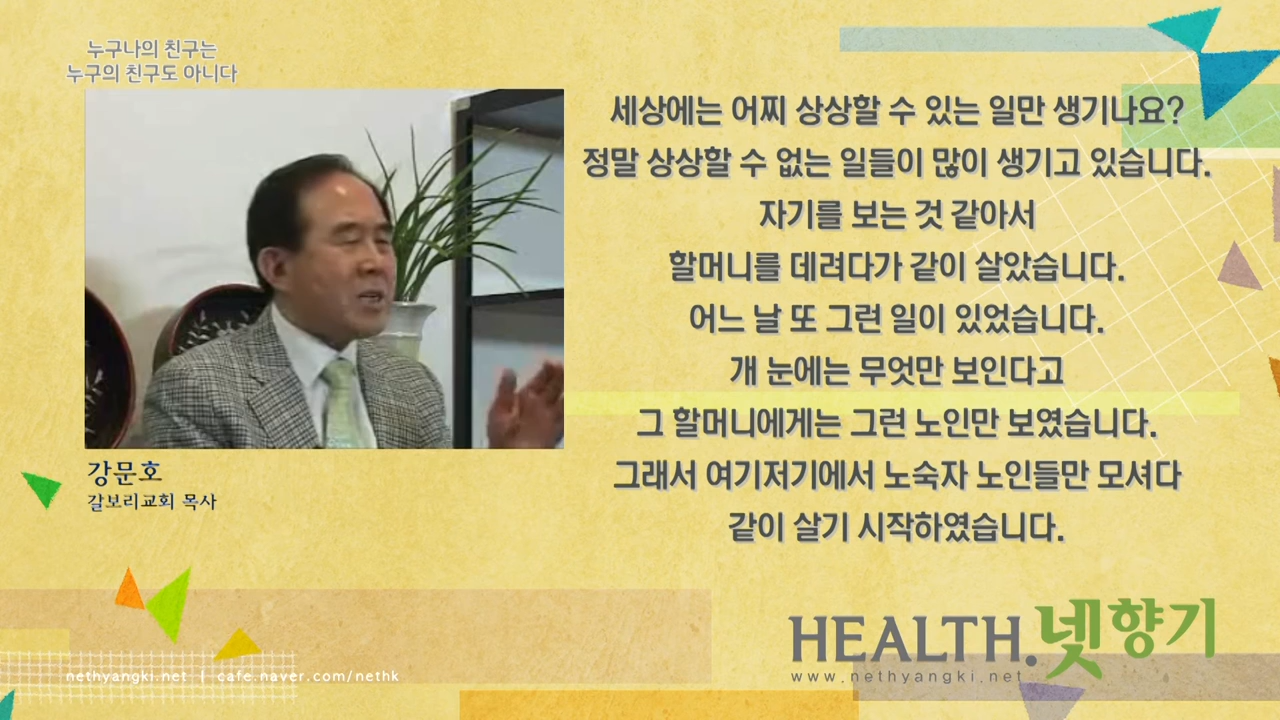 누구나의 친구는
누구의 친구도 아니다
세상에는 어찌 상상할 수 있는 일만 생기나요?
정말 상상할 수 없는 일들이 많이 생기고 있습니다.
자기를 보는 것 같아서
할머니를 데려다가 같이 살았습니다.
어느 날 또 그런 일이 있었습니다.
개 눈에는 무엇만 보인다고
그 할머니에게는 그런 노인만 보였습니다.
그래서 여기저기에서 노숙자 노인들만 모셔다
같이 살기 시작하였습니다.
강문호
갈보리교회 목사
HEALTH.넷향기
www.nethyangki.net
nethyangki.net | cafe.naver.com/nethk